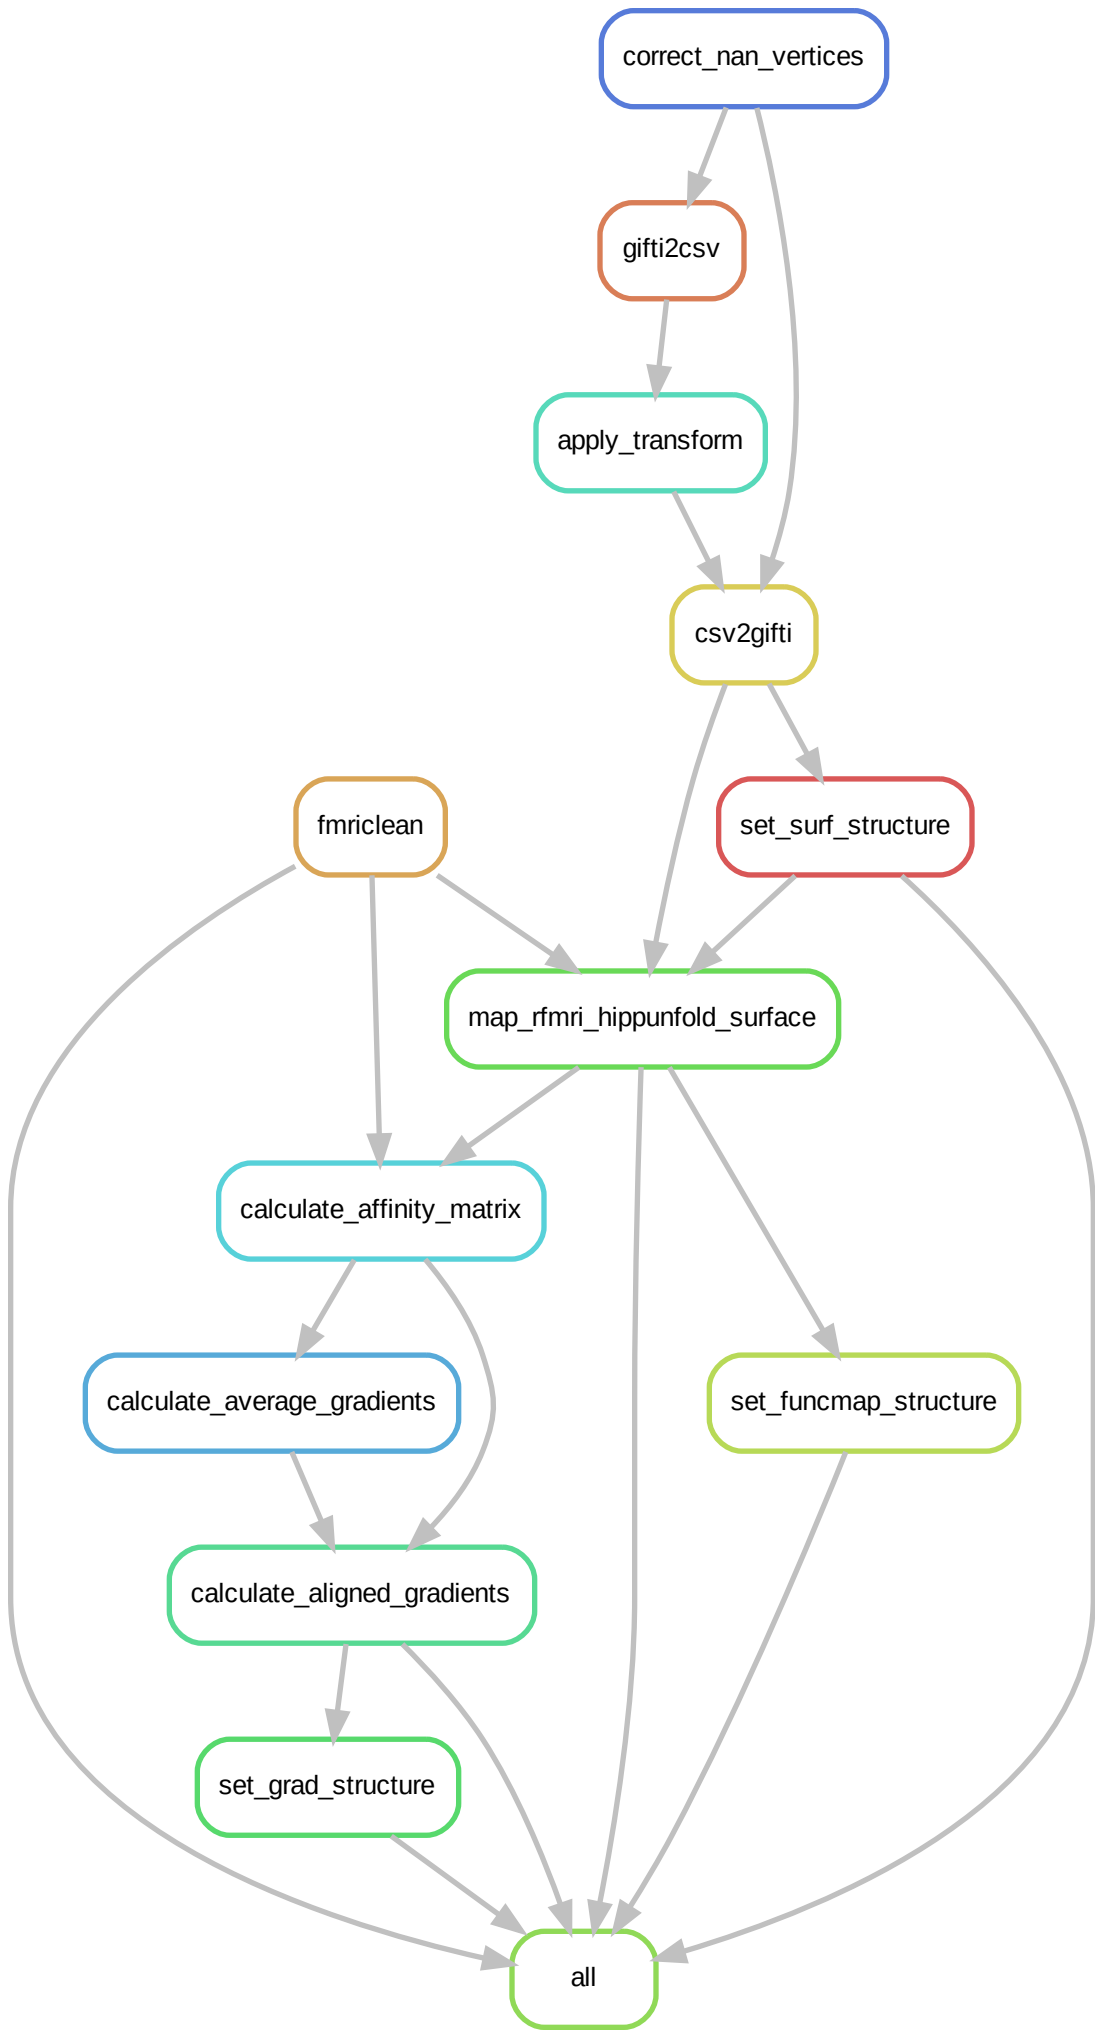 correct_nan_vertices
gifti2csv
apply_transform
csv2gifti
fmriclean
set_surf_structure
map_rfmri_hippunfold_surface
calculate_affinity_matrix
calculate_average_gradients
set_funcmap_structure
calculate_aligned_gradients
set_grad_structure
all